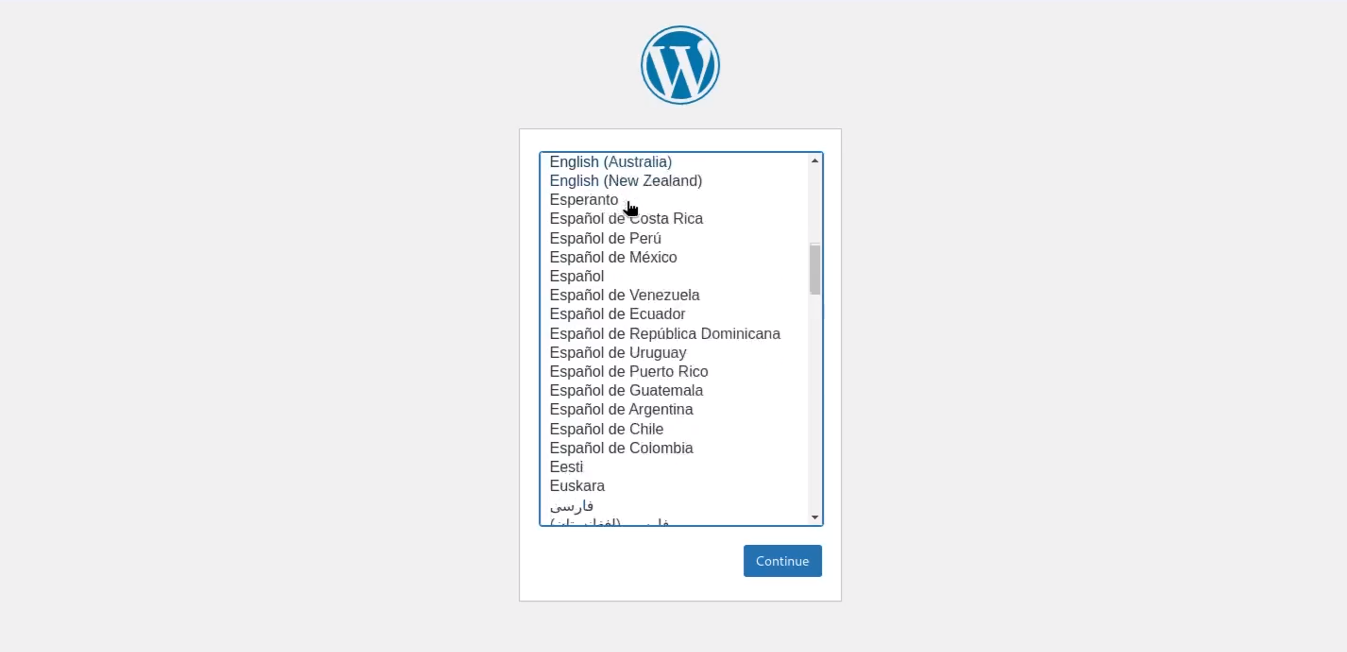 English (Australia)
English (New Zealand)
Esperanto
Español de Costa Rica
Español de Perú
Español de México
Español
Español de Venezuela
Español de Ecuador
Español de República Dominicana
Español de Uruguay
Español de Puerto Rico
Español de Guatemala
Español de Argentina
Español de Chile
Español de Colombia
Eesti
Euskara
فارسی
Continue